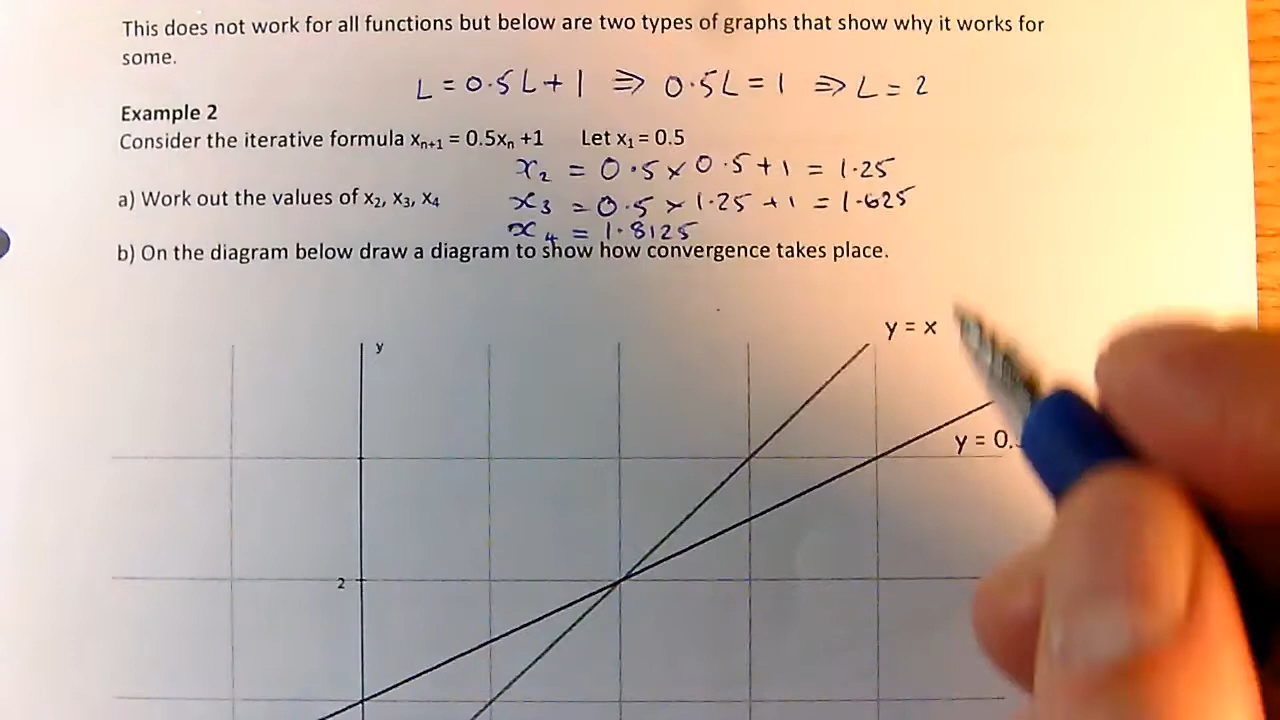 This does not work for all functions but below are two types of graphs that show why it works for
some.
L = 0.5L + 1 ⇒ 0.5L = 1 ⇒ L = 2
Example 2
Consider the iterative formula xₙ₊₁ = 0.5xₙ +1 Let x₁ = 0.5
x₂ = 0.5 × 0.5 + 1 = 1.25
a) Work out the values of x₂, x₃, x₄
x₃ = 0.5 × 1.25 + 1 = 1.625
x₄ = 1.8125
b) On the diagram below draw a diagram to show how convergence takes place.
y = x
y
y = 0.
2